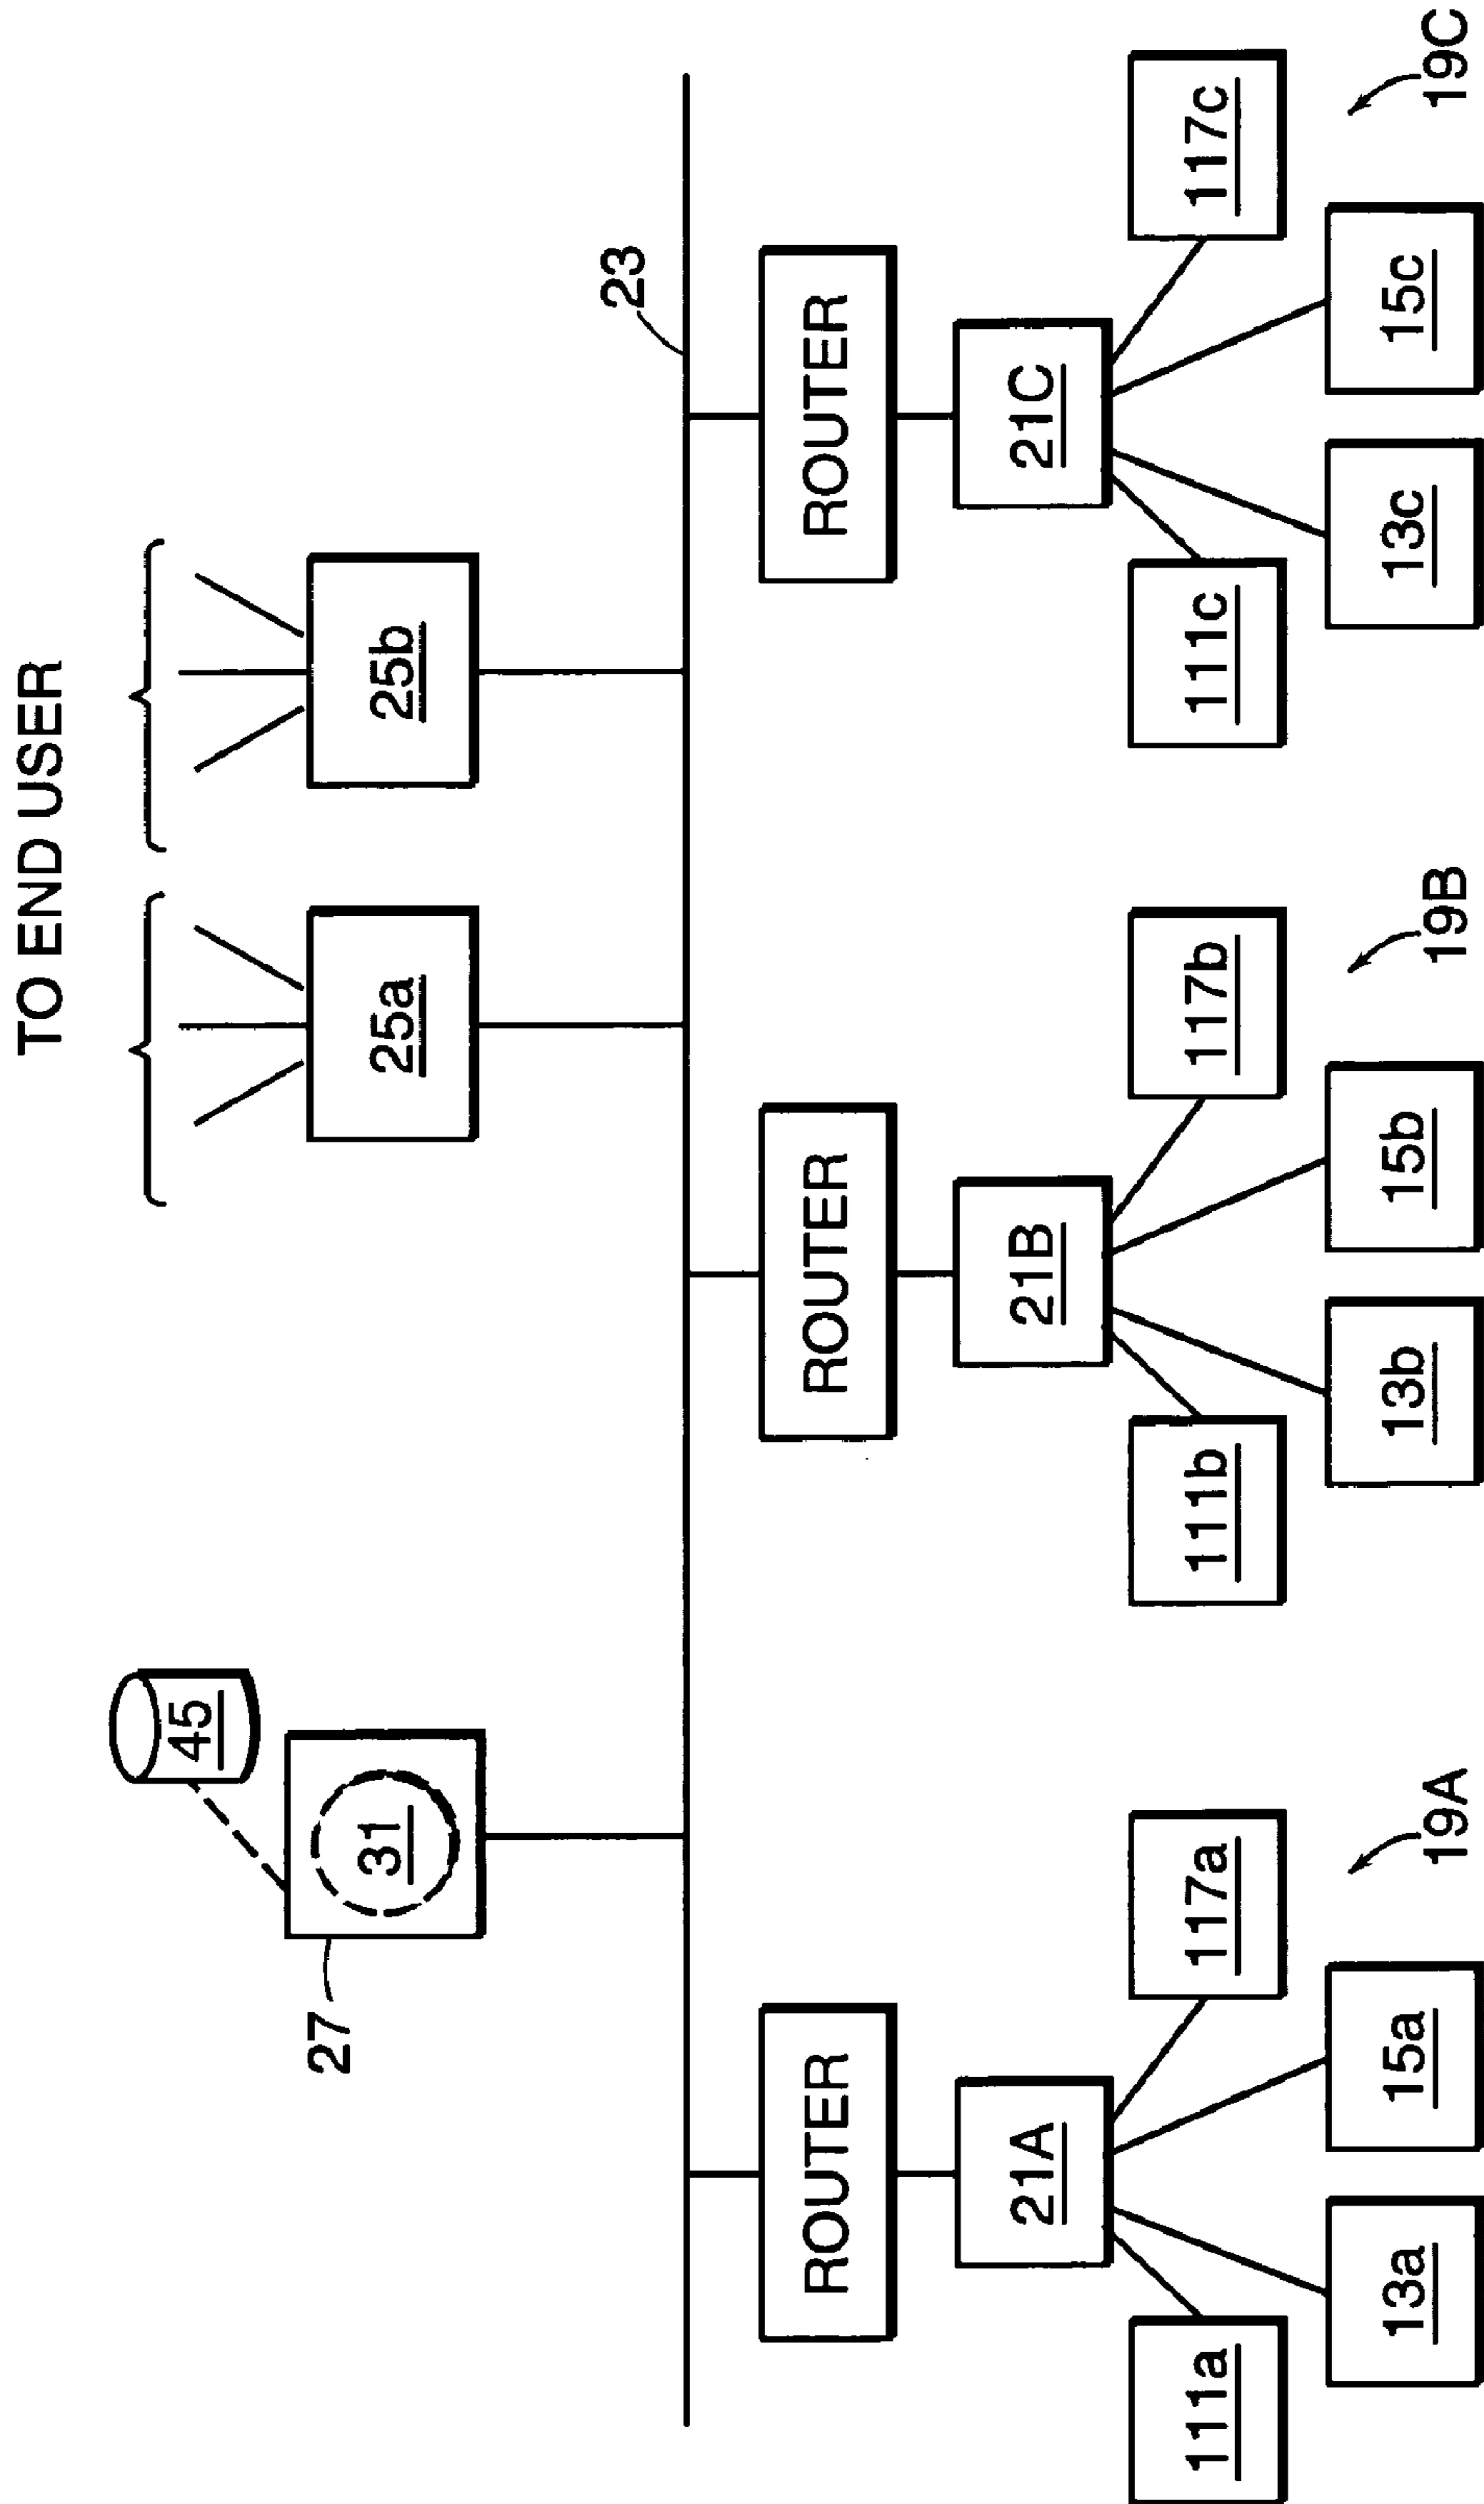 TO END USER
45
31
27
25a
25b
23
ROUTER
ROUTER
ROUTER
21A
21B
21C
111a
117a
111b
117b
111c
117c
13a
15a
13b
15b
13c
15c
19A
19B
19C